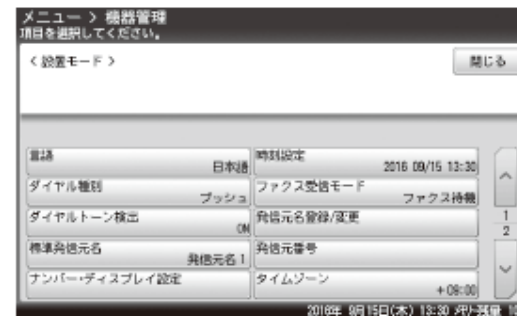 メニュー > 機器管理
項目を選択してください。
< 設置モード >
閉じる
言語
日本語
時刻設定
2016 09/15 13:30
ダイヤル種別
プッシュ
ファクス受信モード
ファクス待機
ダイヤルトーン検出
ON
発信元名登録/変更
1
2
標準発信元名
発信元名 1
発信元番号
ナンバー・ディスプレイ設定
タイムゾーン
+ 09:00
2016年 9月15日(木) 13:30 メモリー残量 10